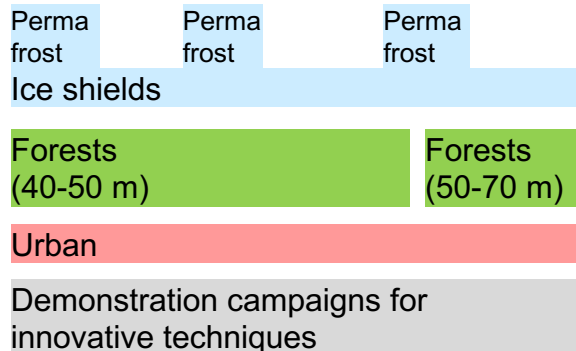 Perma Perma Perma
frost frost frost
Ice shields
Forests Forests
(40-50 m) (50-70 m)
Urban
Demonstration campaigns for
innovative techniques